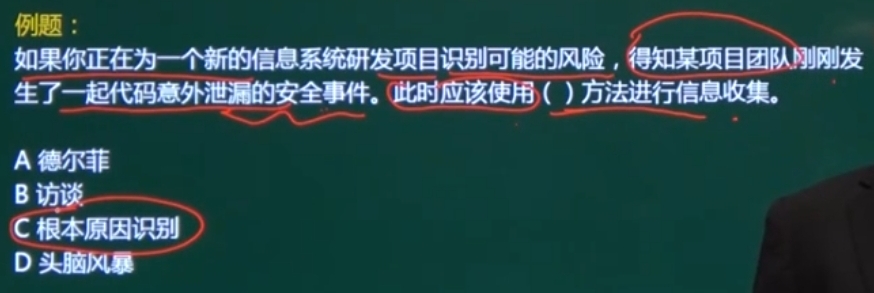 例题：
如果你正在为一个新的信息系统研发项目识别可能的风险，得知某项目团队刚刚发
生了一起代码意外泄漏的安全事件。此时应该使用（ ）方法进行信息收集。
A 德尔菲
B 访谈
C 根本原因识别
D 头脑风暴